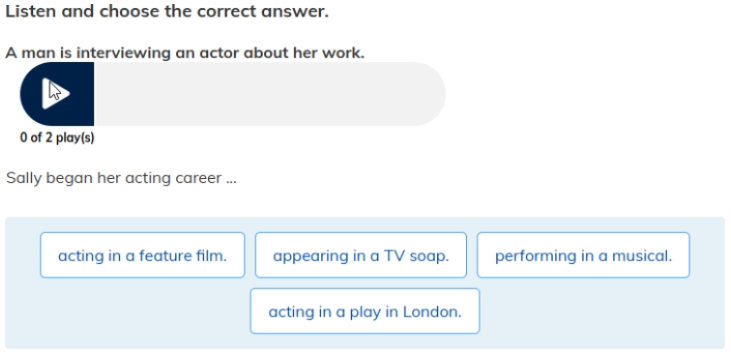 Listen and choose the correct answer.
A man is interviewing an actor about her work.
0 of 2 play(s)
Sally began her acting career ...
acting in a feature film.
appearing in a TV soap.
performing in a musical.
acting in a play in London.